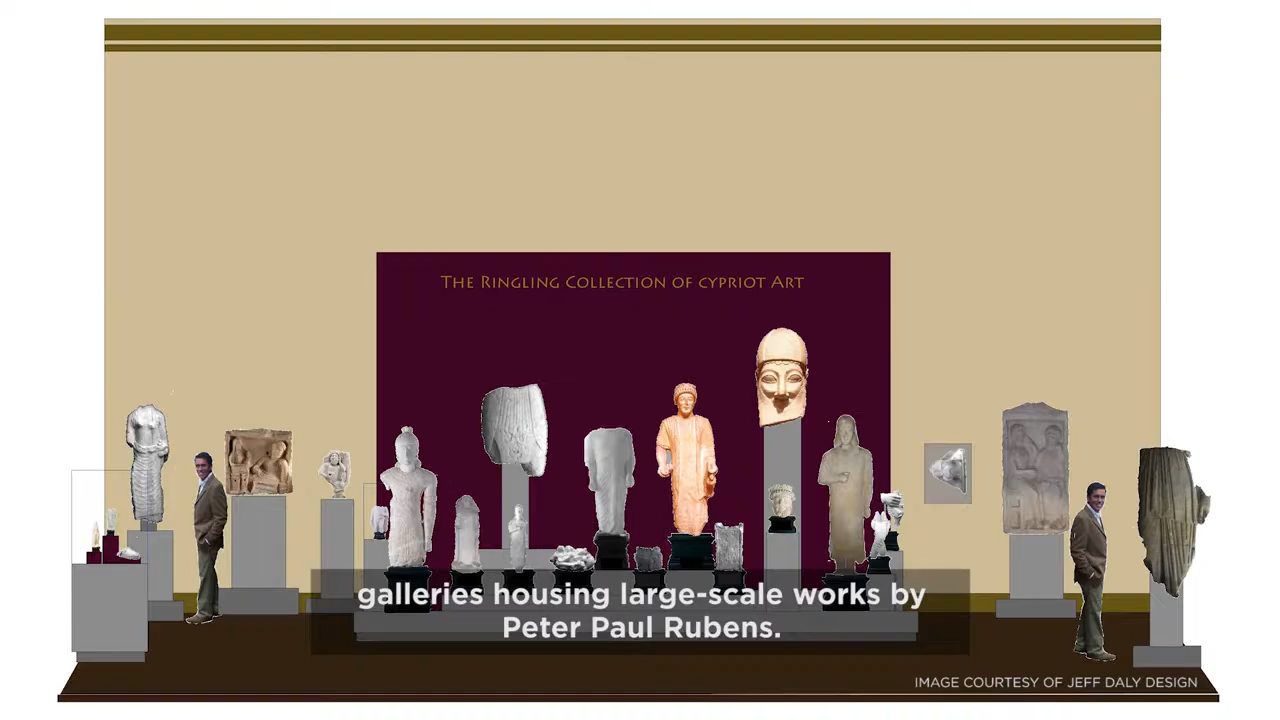 The Ringling Collection of cypriot Art
galleries housing large-scale works by
Peter Paul Rubens.
IMAGE COURTESY OF JEFF DALY DESIGN